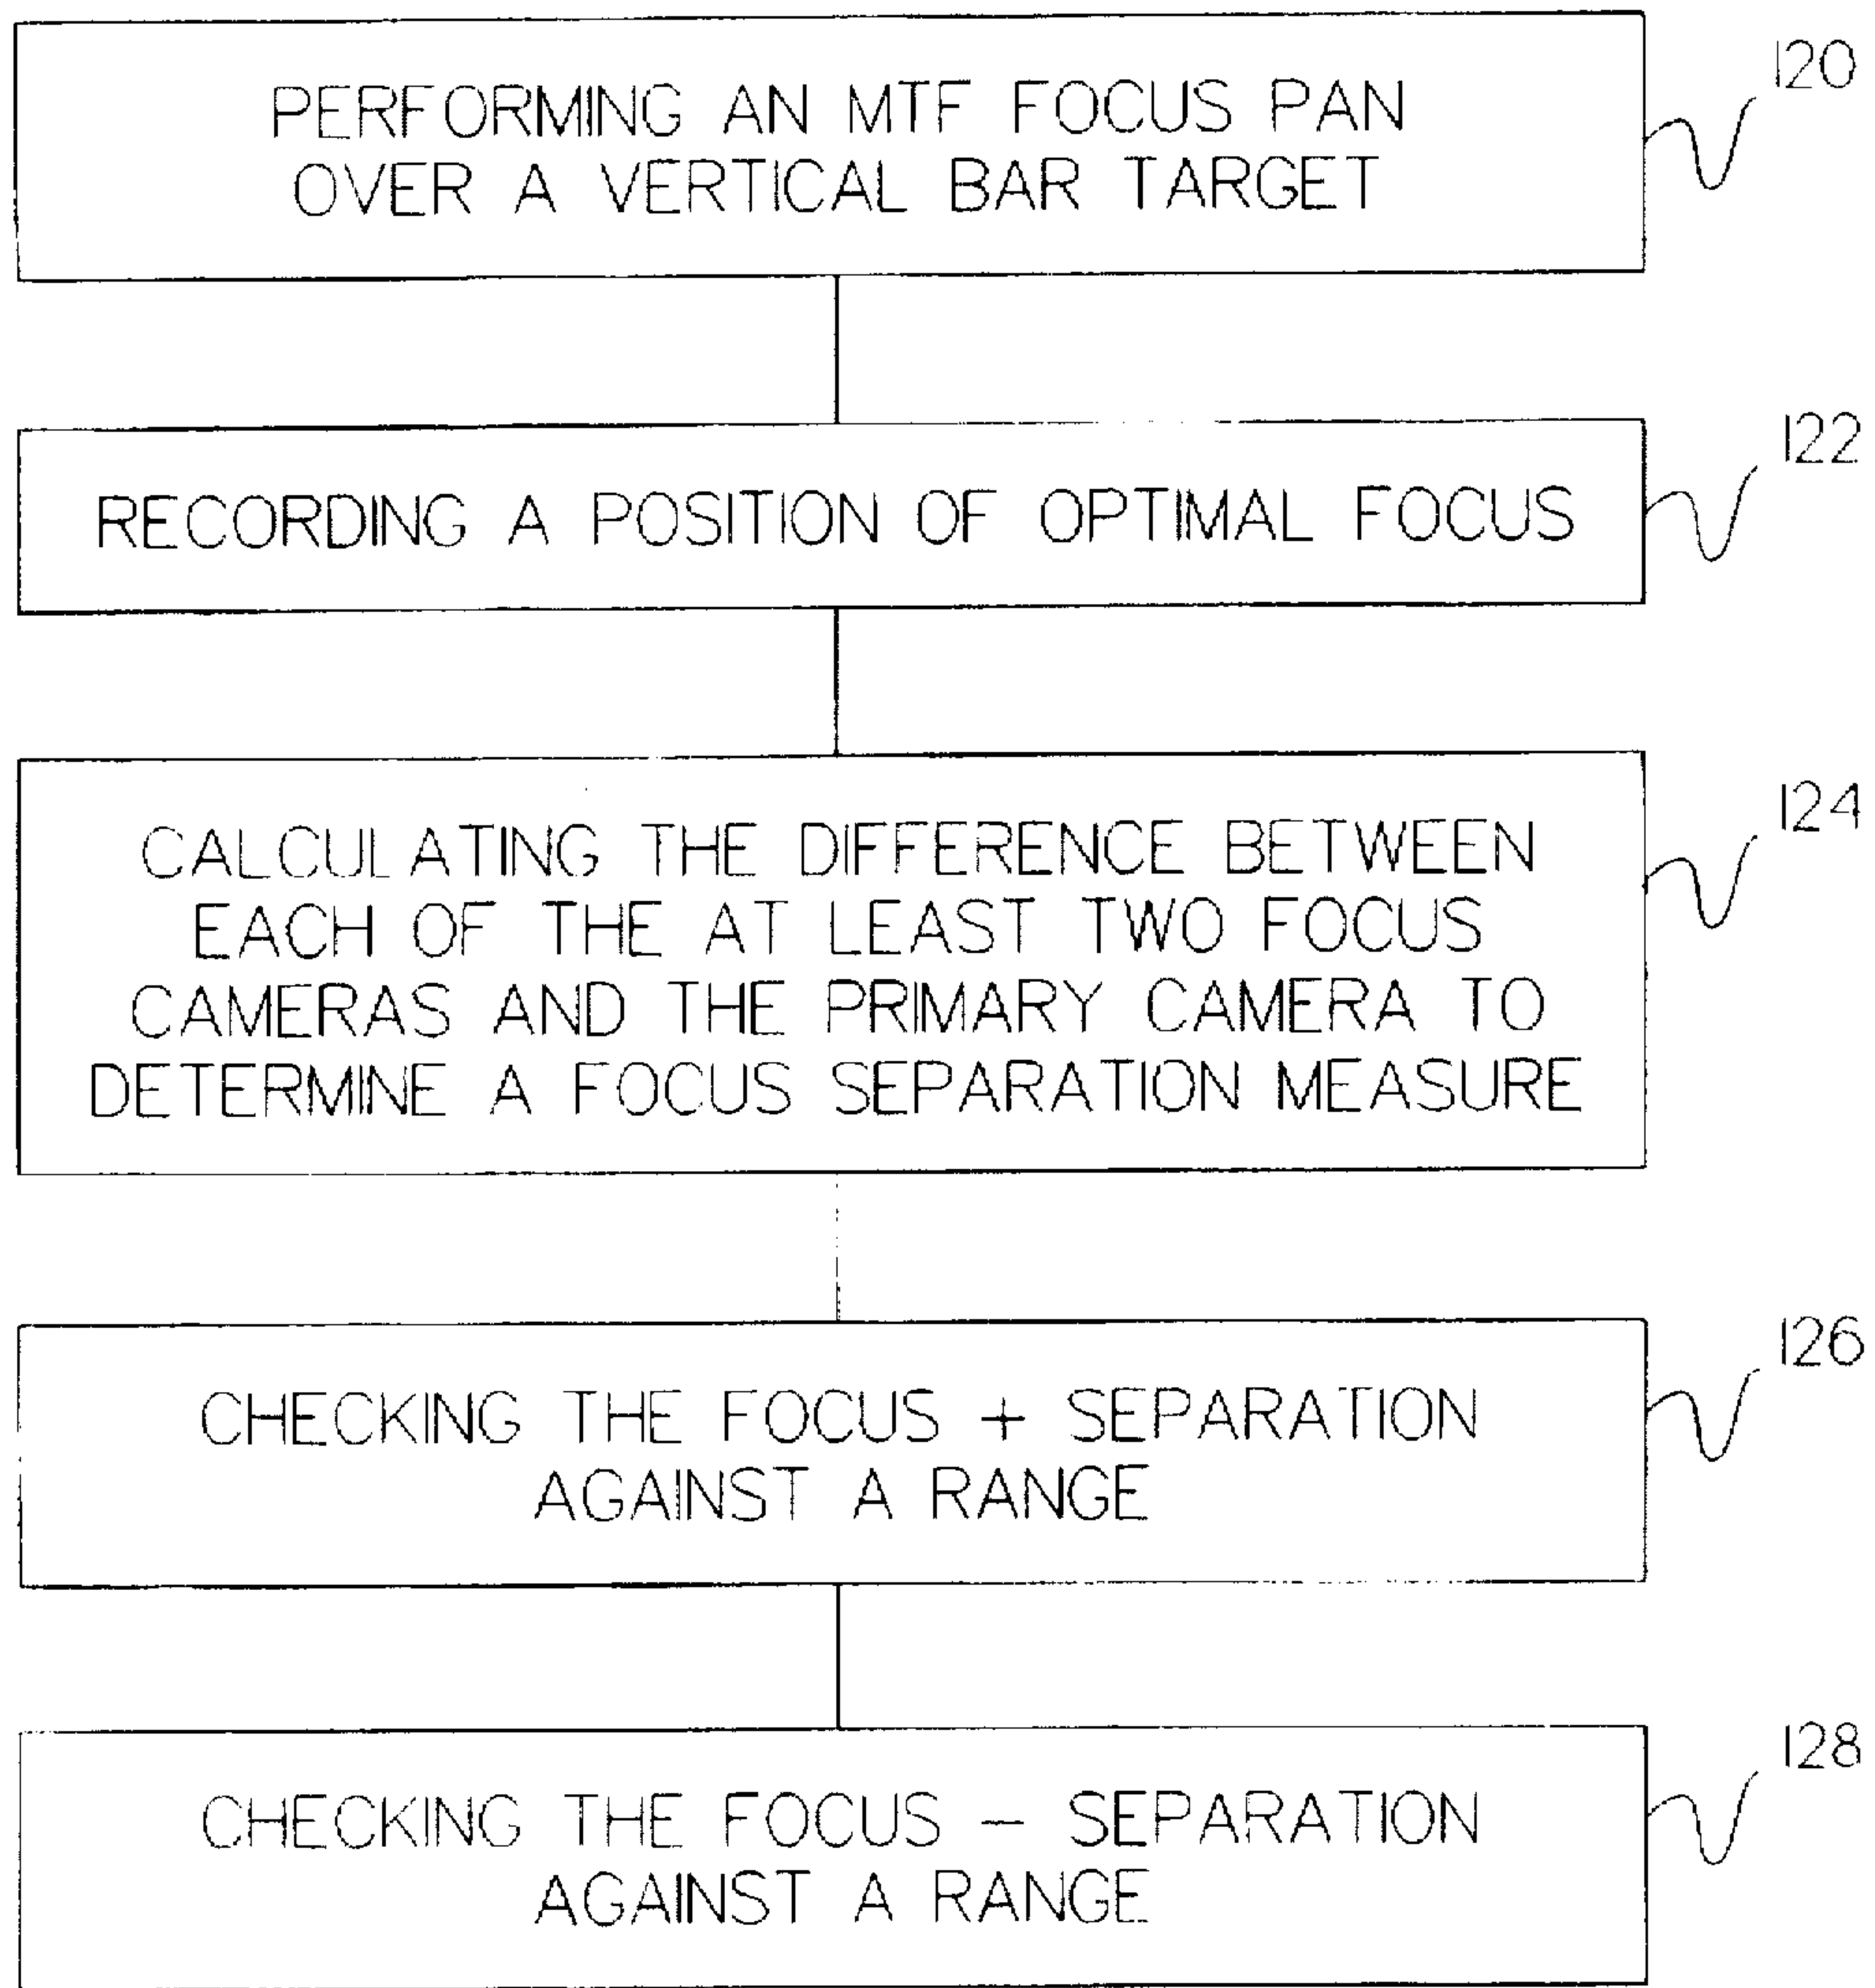 PERFORMING AN MTF FOCUS PAN
OVER A VERTICAL BAR TARGET
120
RECORDING A POSITION OF OPTIMAL FOCUS
122
CALCULATING THE DIFFERENCE BETWEEN
EACH OF THE AT LEAST TWO FOCUS
CAMERAS AND THE PRIMARY CAMERA TO
DETERMINE A FOCUS SEPARATION MEASURE
124
CHECKING THE FOCUS + SEPARATION
AGAINST A RANGE
126
CHECKING THE FOCUS – SEPARATION
AGAINST A RANGE
128